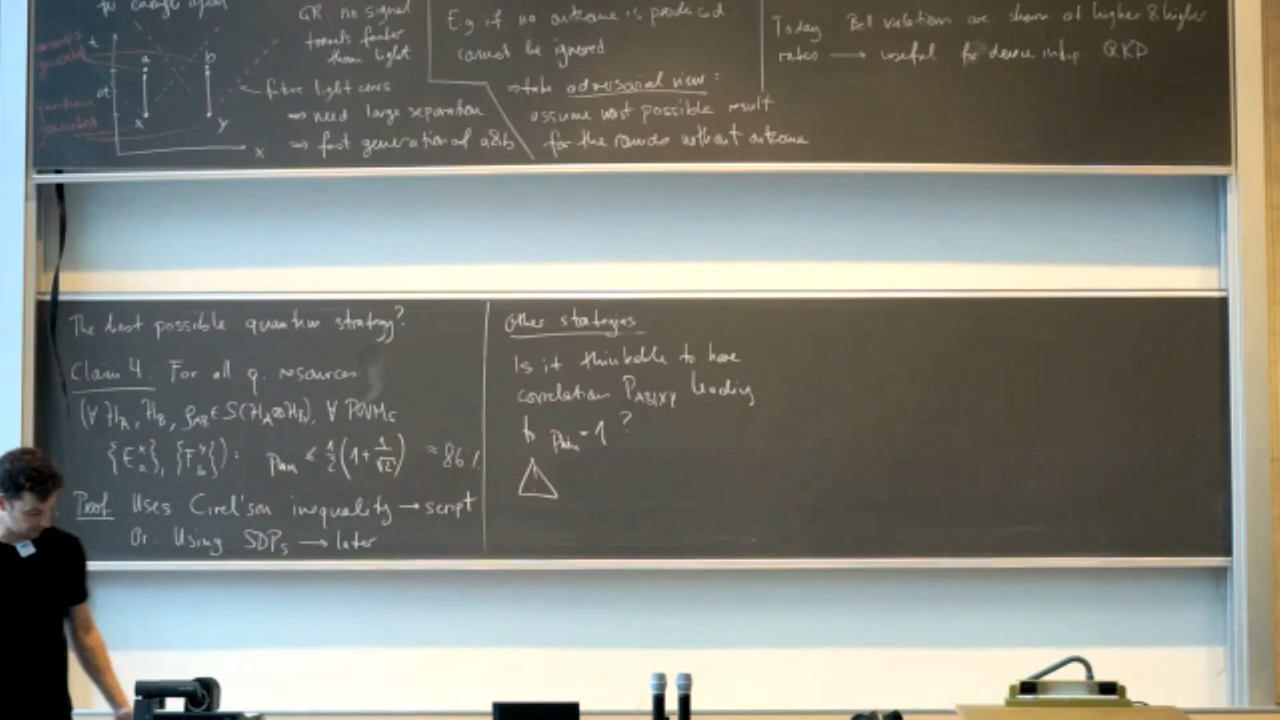 to
GR: no signal
travels faster
than light
future light cones
⇒ need large separation
⇒ fast generation of a&b
t
a
b
x
y
x
E.g. if no outcome is produced
cannot be ignored
⇒ take adversarial view:
assume worst possible result
for the rounds without outcome
Today Bell violations are shown at higher & higher
rates → useful for device indep QKD
The best possible quantum strategy?
Claim 4. For all q. resources
(∀ H_A, H_B, ρ_AB ∈ S(H_A⊗H_B), ∀ POVMs
{E^x_a}, {F^y_b}): p_win ≤ 1/2(1+1/√2) ≈ 86%
Proof Uses Cirel'son inequality → script
Or: Using SDPs → later
Other strategies
Is it thinkable to have
correlation P_AB|XY leading
to p_win = 1 ?